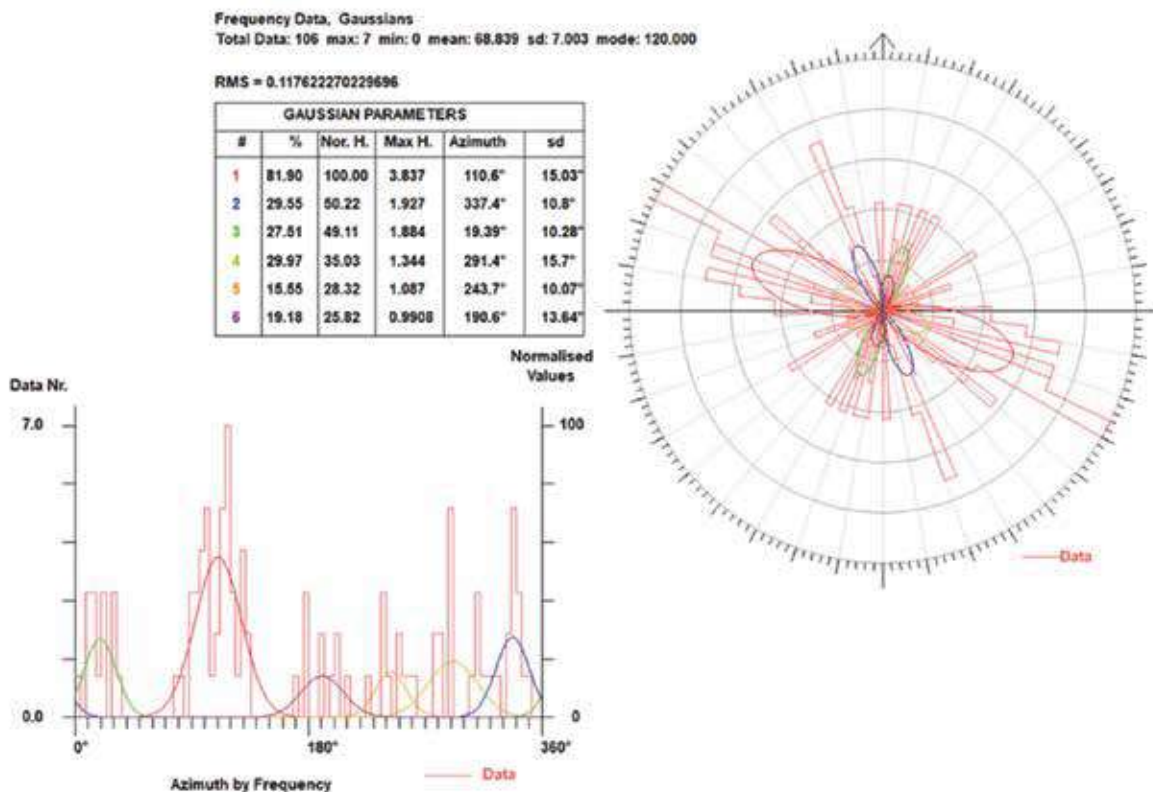 Frequency Data, Gaussians
Total Data: 106 max: 7 min: 0 mean: 68.839 sd: 7.003 mode: 120.000
RMS = 0.117622270229696
GAUSSIAN PARAMETERS
# % Nor. H. Max H. Azimuth sd
1 81.90 100.00 3.837 110.6° 15.03°
2 29.55 50.22 1.927 337.4° 10.8°
3 27.51 49.11 1.884 19.39° 10.28°
4 29.97 35.03 1.344 291.4° 15.7°
5 15.55 28.32 1.087 243.7° 10.07°
6 19.18 25.82 0.9908 190.6° 13.64°
Normalised
Values
Data Nr.
7.0 100
0.0 0
0° 180° 360°
Azimuth by Frequency
Data
Data